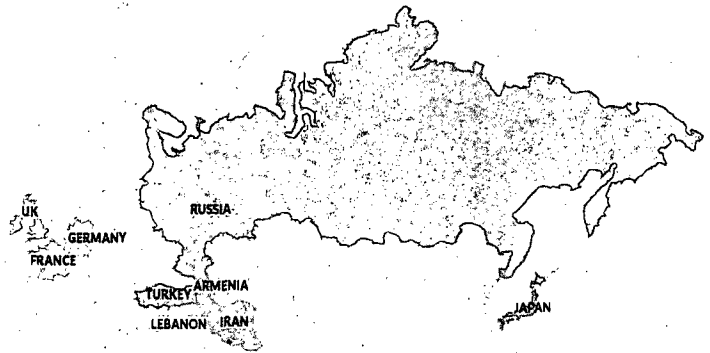 RUSSIA
UK
GERMANY
FRANCE
ARMENIA
TURKEY
JAPAN
LEBANON
IRAN